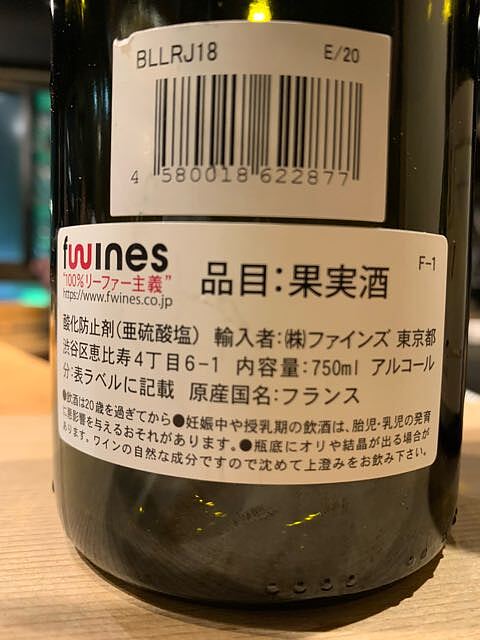 BLLRJ18 E/20
4 580018 622877
fwines F-1
"100%リーファー主義" 品目:果実酒
https://www.fwines.co.jp
酸化防止剤(亜硫酸塩) 輸入者:㈱ファインズ 東京都
渋谷区恵比寿4丁目6-1 内容量:750ml アルコール
分:表ラベルに記載 原産国名:フランス
●飲酒は20歳を過ぎてから●妊娠中や授乳期の飲酒は、胎児・乳児の発育
に悪影響を与えるおそれがあります。●瓶底にオリや結晶が出る場合が
あります。ワインの自然な成分ですので沈めて上澄みをお飲み下さい。